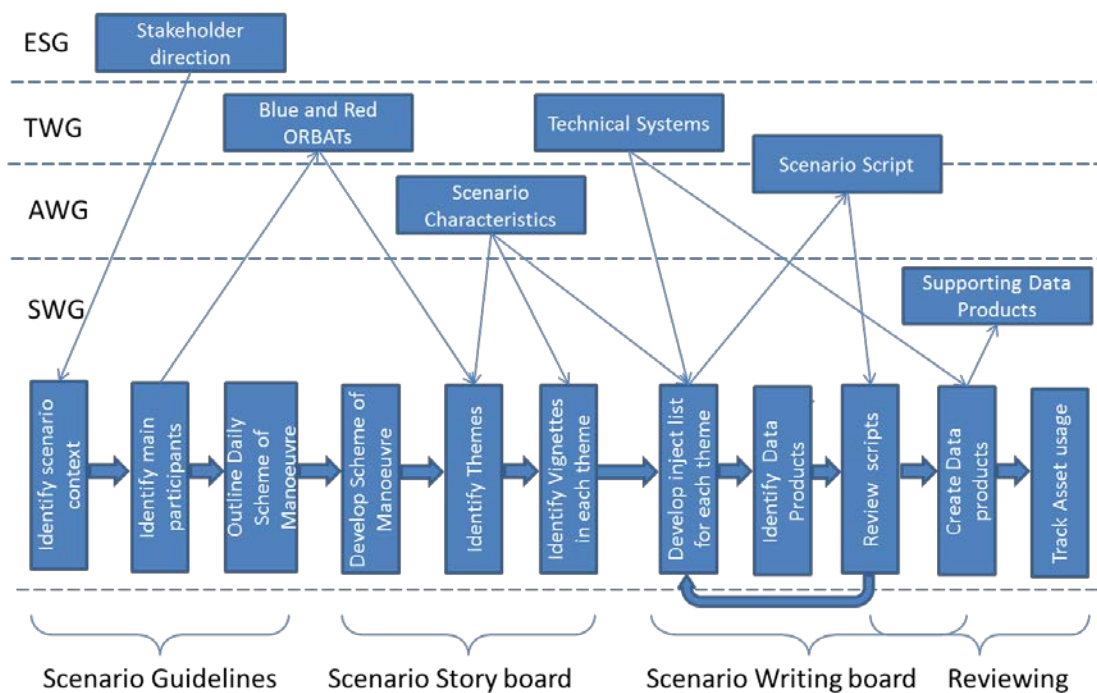 ESG
Stakeholder
direction
TWG
Blue and Red
ORBATs
Technical Systems
Scenario Script
AWG
Scenario
Characteristics
SWG
Supporting Data
Products
Identify scenario
context
Identify main
participants
Outline Daily
Scheme of
Manoeuvre
Develop Scheme of
Manoeuvre
Identify Themes
Identify Vignettes
in each theme
Develop inject list
for each theme
Identify Data
Products
Review scripts
Create Data
products
Track Asset usage
Scenario Guidelines
Scenario Story board
Scenario Writing board
Reviewing